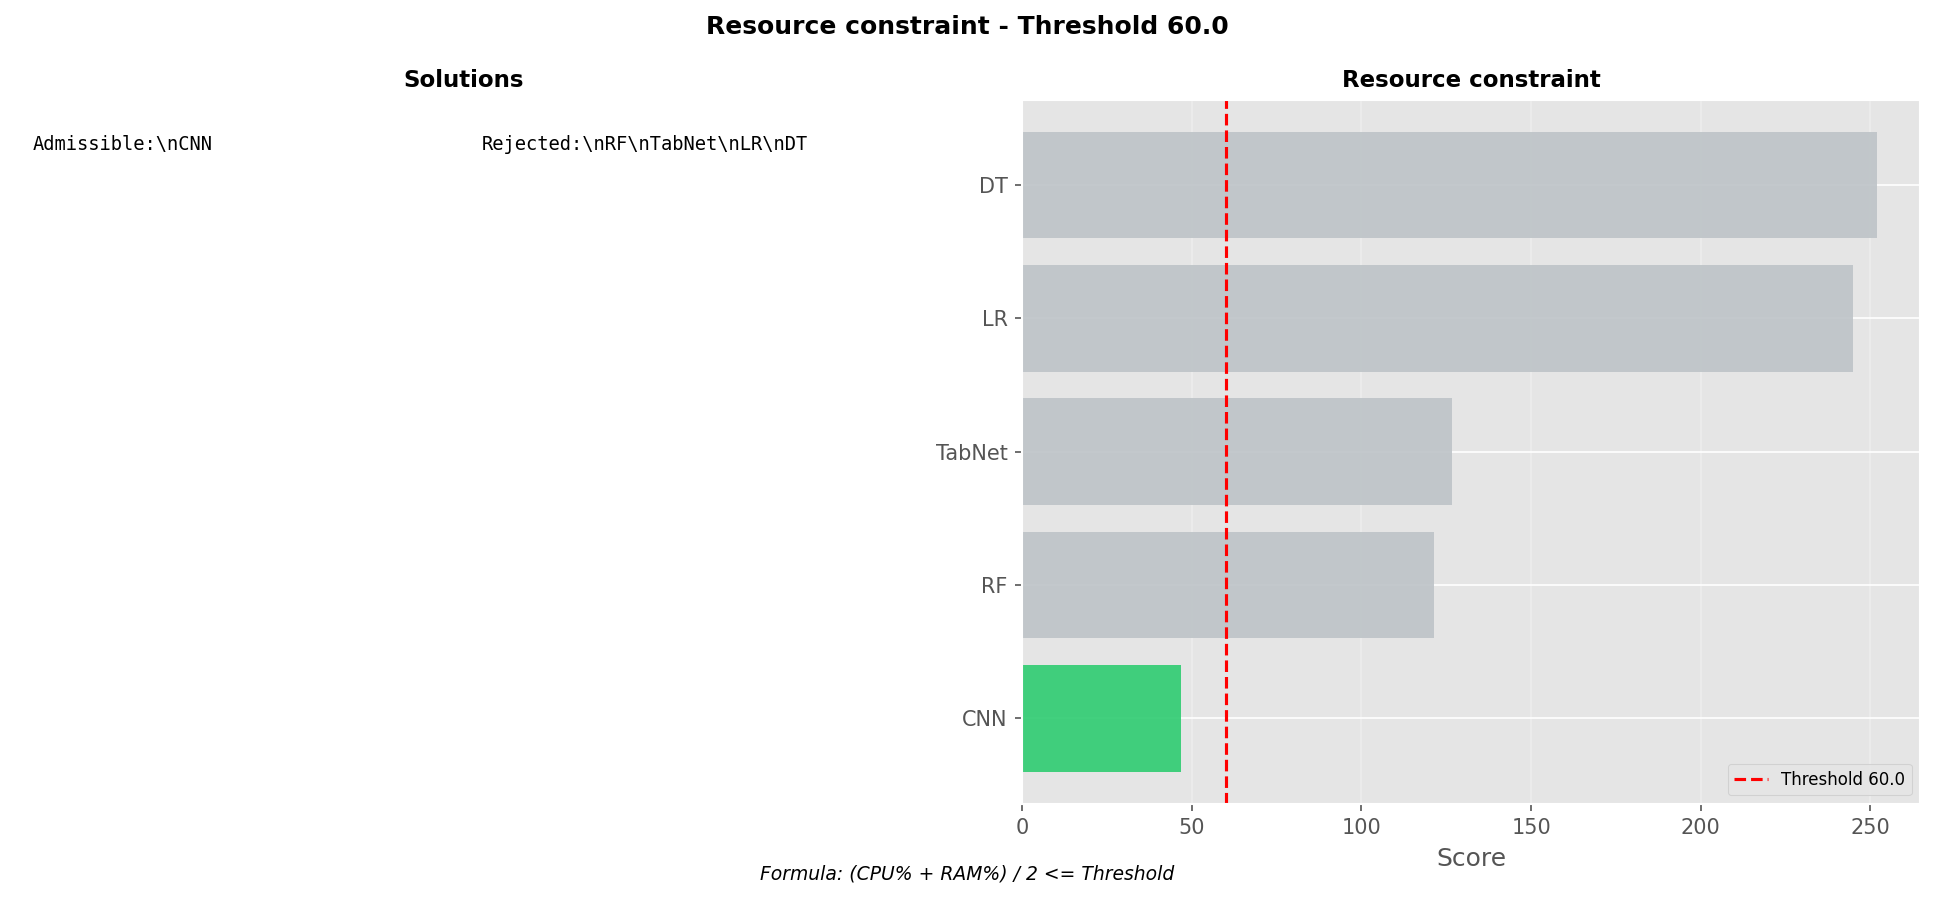 Resource constraint - Threshold 60.0
Solutions
Admissible:\nCNN
Rejected:\nRF\nTabNet\nLR\nDT
Resource constraint
DT
LR
TabNet
RF
CNN
Threshold 60.0
0 50 100 150 200 250
Score
Formula: (CPU% + RAM%) / 2 <= Threshold